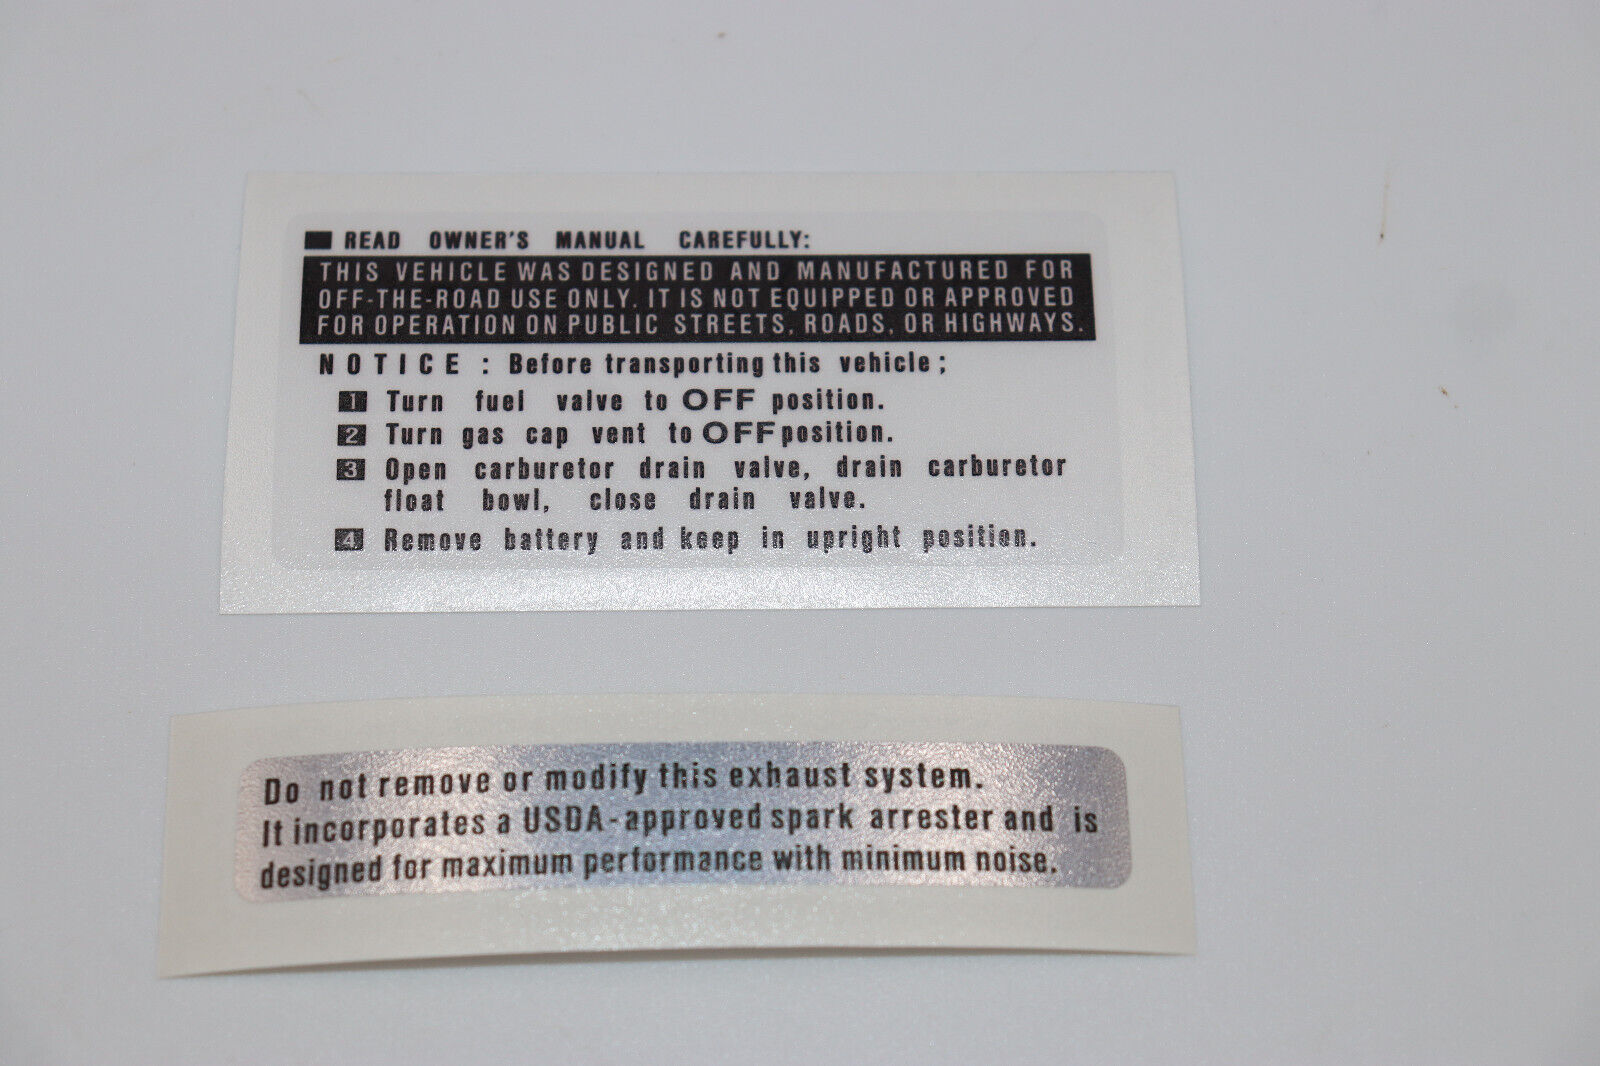 READ OWNER'S MANUAL CAREFULLY:
THIS VEHICLE WAS DESIGNED AND MANUFACTURED FOR
OFF-THE-ROAD USE ONLY. IT IS NOT EQUIPPED OR APPROVED
FOR OPERATION ON PUBLIC STREETS, ROADS, OR HIGHWAYS.
NOTICE : Before transporting this vehicle;
1 Turn fuel valve to OFF position.
2 Turn gas cap vent to OFF position.
3 Open carburetor drain valve, drain carburetor
float bowl, close drain valve.
4 Remove battery and keep in upright position.
Do not remove or modify this exhaust system.
It incorporates a USDA-approved spark arrester and is
designed for maximum performance with minimum noise.